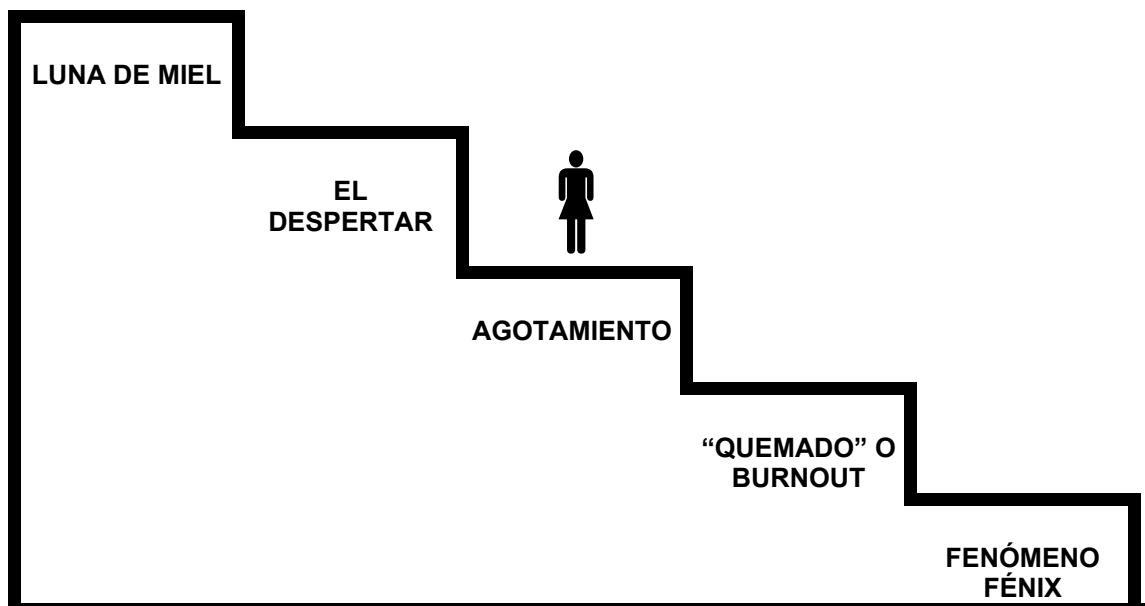 LUNA DE MIEL
EL
DESPERTAR
AGOTAMIENTO
“QUEMADO” O
BURNOUT
FENÓMENO
FÉNIX